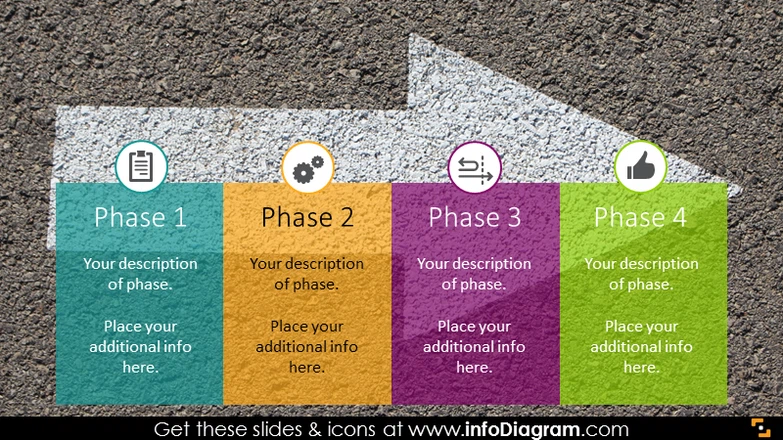 Phase 1
Your description
of phase.
Place your
additional info
here.
Phase 2
Your description
of phase.
Place your
additional info
here.
Phase 3
Your description
of phase.
Place your
additional info
here.
Phase 4
Your description
of phase.
Place your
additional info
here.
Get these slides & icons at www.infoDiagram.com